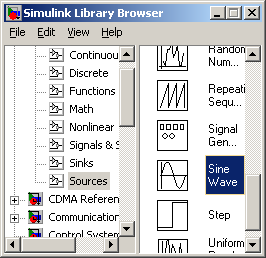 Simulink Library Browser
File Edit View Help
Continuou
Discrete
Functions
Math
Nonlinear
Signals & S
Sinks
Sources
CDMA Referen
Communication
Control System
Random
Num...
Repeati
Sequ...
Signal
Gen...
Sine
Wave
Step
Uniform